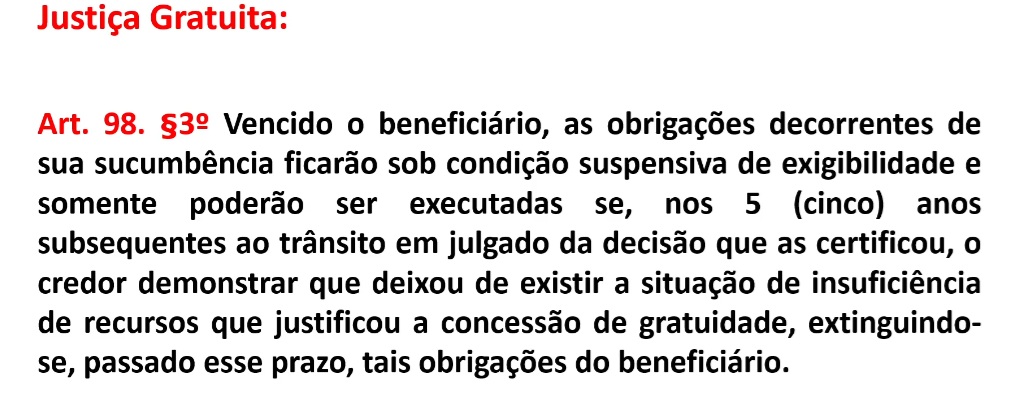 Justiça Gratuita:
Art. 98. §3º Vencido o beneficiário, as obrigações decorrentes de
sua sucumbência ficarão sob condição suspensiva de exigibilidade e
somente poderão ser executadas se, nos 5 (cinco) anos
subsequentes ao trânsito em julgado da decisão que as certificou, o
credor demonstrar que deixou de existir a situação de insuficiência
de recursos que justificou a concessão de gratuidade, extinguindo-
se, passado esse prazo, tais obrigações do beneficiário.